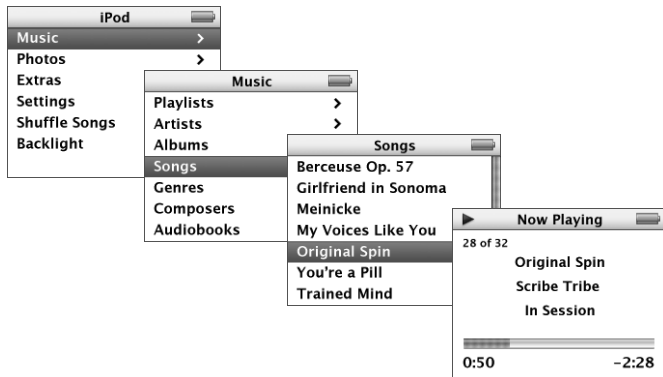 iPod
Music
Photos
Extras
Settings
Shuffle Songs
Backlight
Music
Playlists
Artists
Albums
Songs
Genres
Composers
Audiobooks
Songs
Berceuse Op. 57
Girlfriend in Sonoma
Meinicke
My Voices Like You
Original Spin
You're a Pill
Trained Mind
Now Playing
28 of 32
Original Spin
Scribe Tribe
In Session
0:50 -2:28